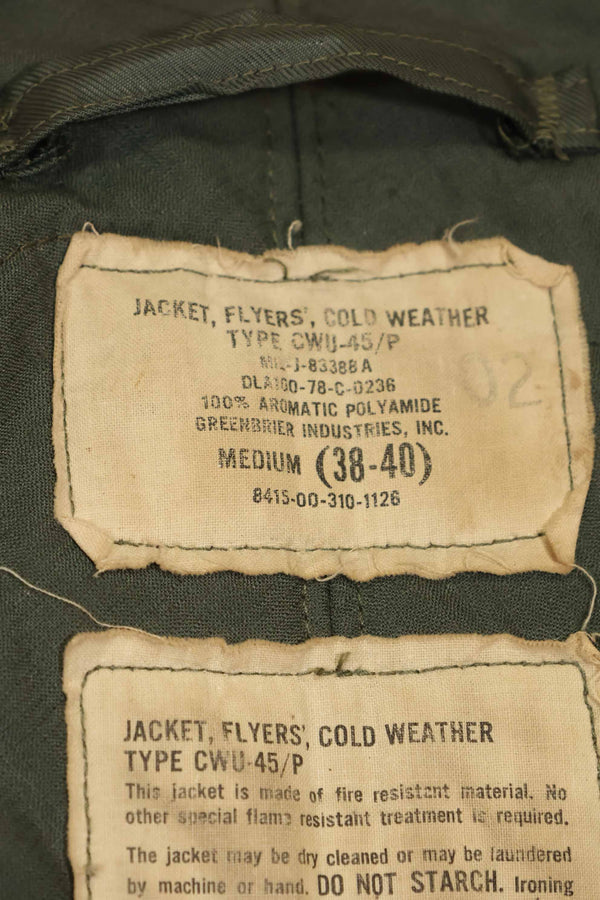 JACKET, FLYERS', COLD WEATHER
TYPE CWU-45/P
MIL-J-83388A
DLA100-78-C-0236
100% AROMATIC POLYAMIDE
GREENBRIER INDUSTRIES, INC.
MEDIUM (38-40)
8415-00-310-1126
02
JACKET, FLYERS', COLD WEATHER
TYPE CWU-45/P
This jacket is made of fire resistant material. No
other special flame resistant treatment is required.
The jacket may be dry cleaned or may be laundered
by machine or hand. DO NOT STARCH. Ironing